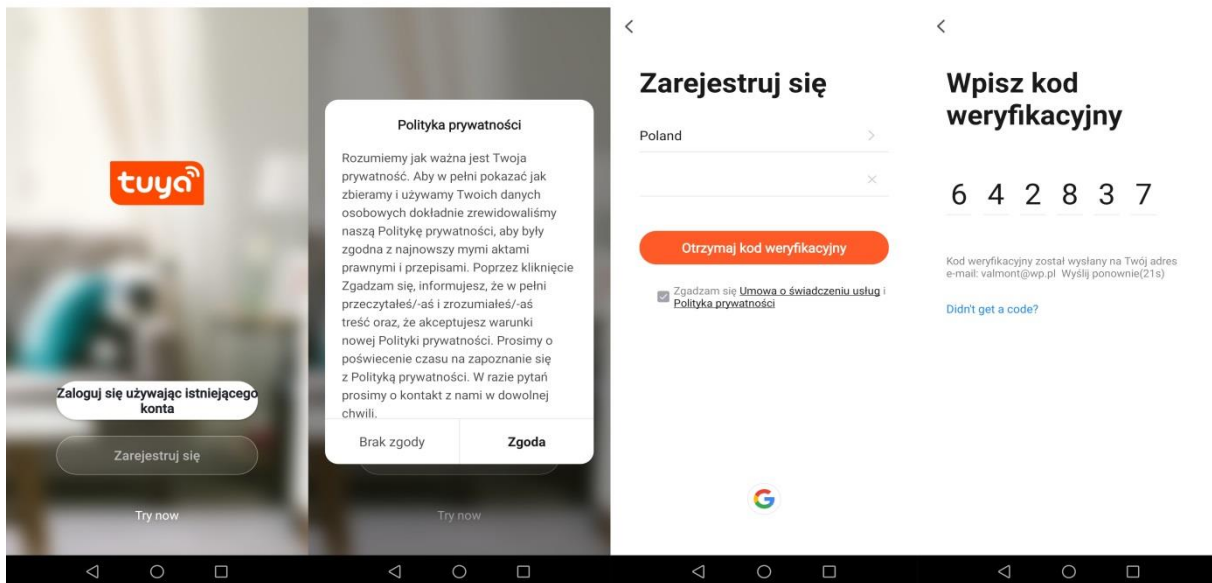 tuya
Zaloguj się używając istniejącego
konta
Zarejestruj się
Try now
Polityka prywatności
Rozumiemy jak ważna jest Twoja
prywatność. Aby w pełni pokazać jak
zbieramy i używamy Twoich danych
osobowych dokładnie zrewidowaliśmy
naszą Politykę prywatności, aby były
zgodna z najnowszy mymi aktami
prawnymi i przepisami. Poprzez kliknięcie
Zgadzam się, informujesz, że w pełni
przeczytałeś/-aś i zrozumiałeś/-aś
treść oraz, że akceptujesz warunki
nowej Polityki prywatności. Prosimy o
poświecenie czasu na zapoznanie się
z Polityką prywatności. W razie pytań
prosimy o kontakt z nami w dowolnej
chwili.
Brak zgody Zgoda
Try now
Zarejestruj się
Poland
Otrzymaj kod weryfikacyjny
Zgadzam się Umowa o świadczeniu usług i
Polityka prywatności
G
Wpisz kod
weryfikacyjny
6 4 2 8 3 7
Kod weryfikacyjny został wysłany na Twój adres
e-mail: valmont@wp.pl Wyślij ponownie(21s)
Didn't get a code?